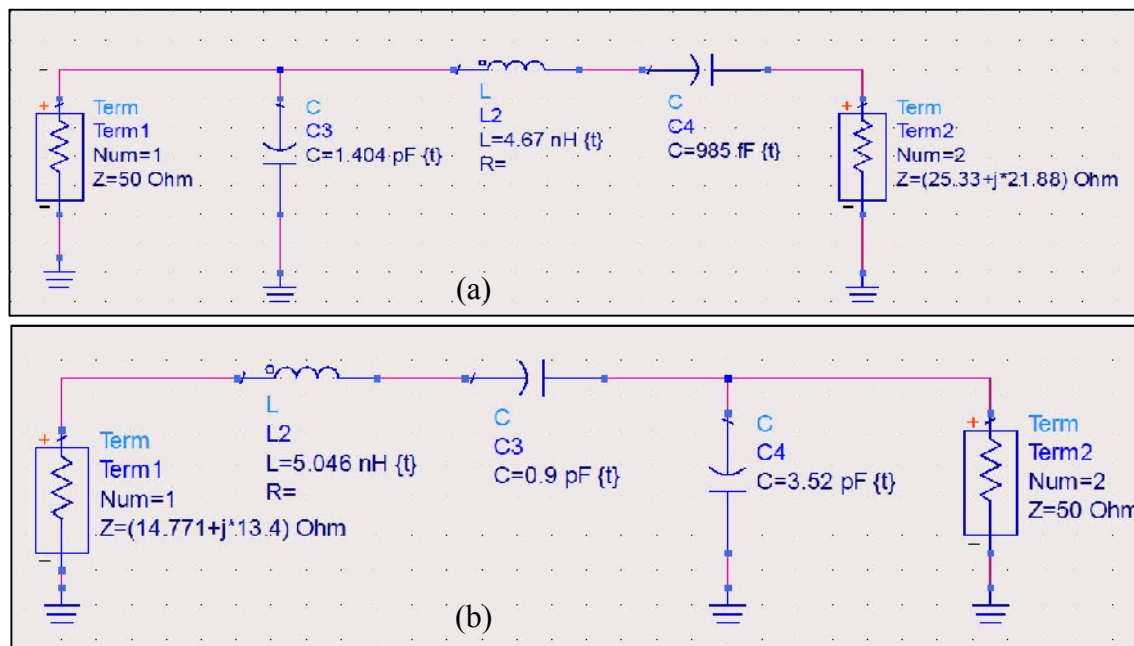 Term
Term1
Num=1
Z=50 Ohm
C
C3
C=1.404 pF {t}
L
L2
L=4.67 nH {t}
R=
C
C4
C=985 fF {t}
Term
Term2
Num=2
Z=(25.33+j*21.88) Ohm
(a)
Term
Term1
Num=1
Z=(14.771+j*13.4) Ohm
L
L2
L=5.046 nH {t}
R=
C
C3
C=0.9 pF {t}
C
C4
C=3.52 pF {t}
Term
Term2
Num=2
Z=50 Ohm
(b)